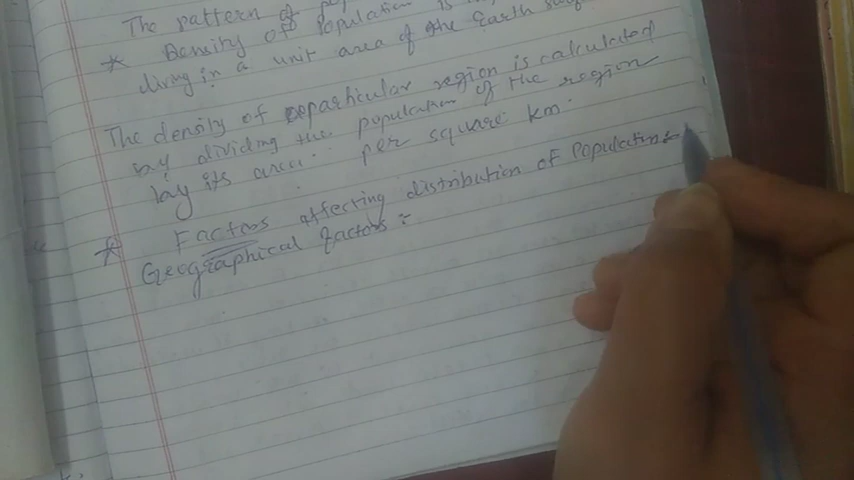 The pattern of
* Density of Population is
living in a unit area of the Earth
The density of particular region is calculated
by dividing the population of the region
by its area. per square km.
* Factors affecting distribution of Population
Geographical factors :